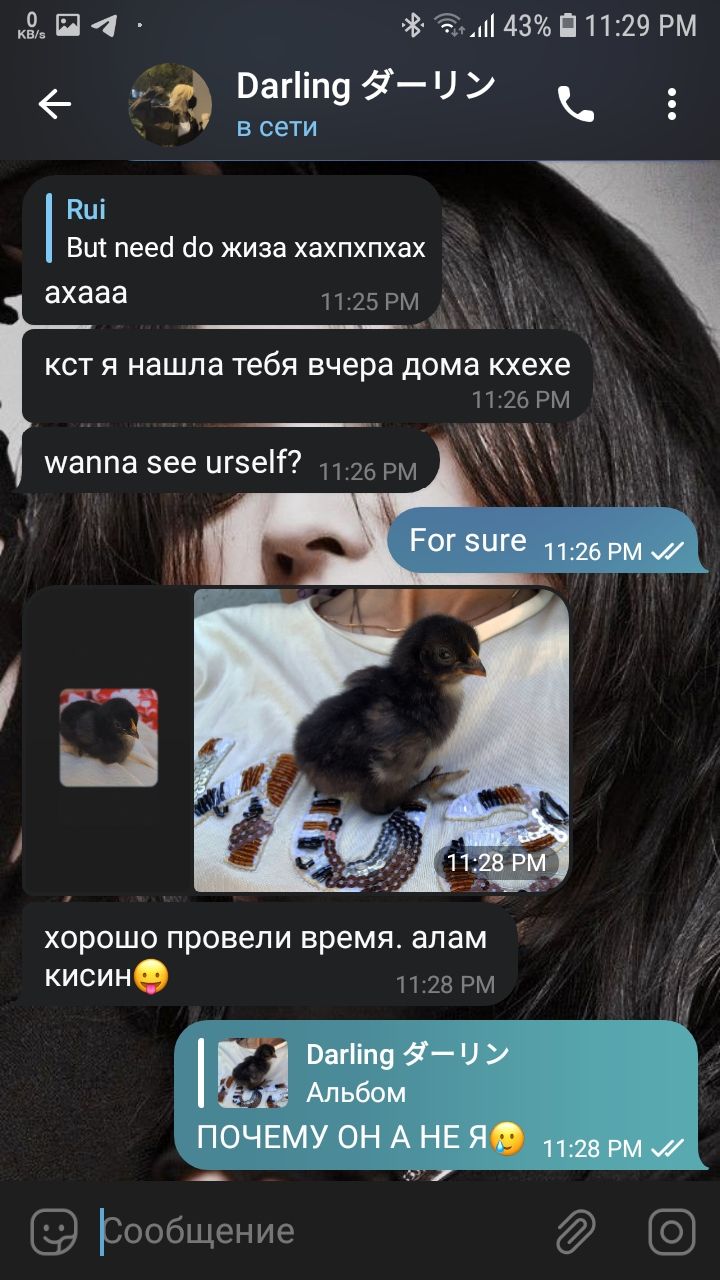 0
KB/s
43%
11:29 PM
Darling ダーリン
в сети
Rui
But need do жиза хахпхпхах
ахааа 11:25 PM
кст я нашла тебя вчера дома кхехе
11:26 PM
wanna see urself? 11:26 PM
For sure 11:26 PM
11:28 PM
хорошо провели время. алам
кисин😛 11:28 PM
Darling ダーリン
Альбом
ПОЧЕМУ ОН А НЕ Я🥲 11:28 PM
Сообщение